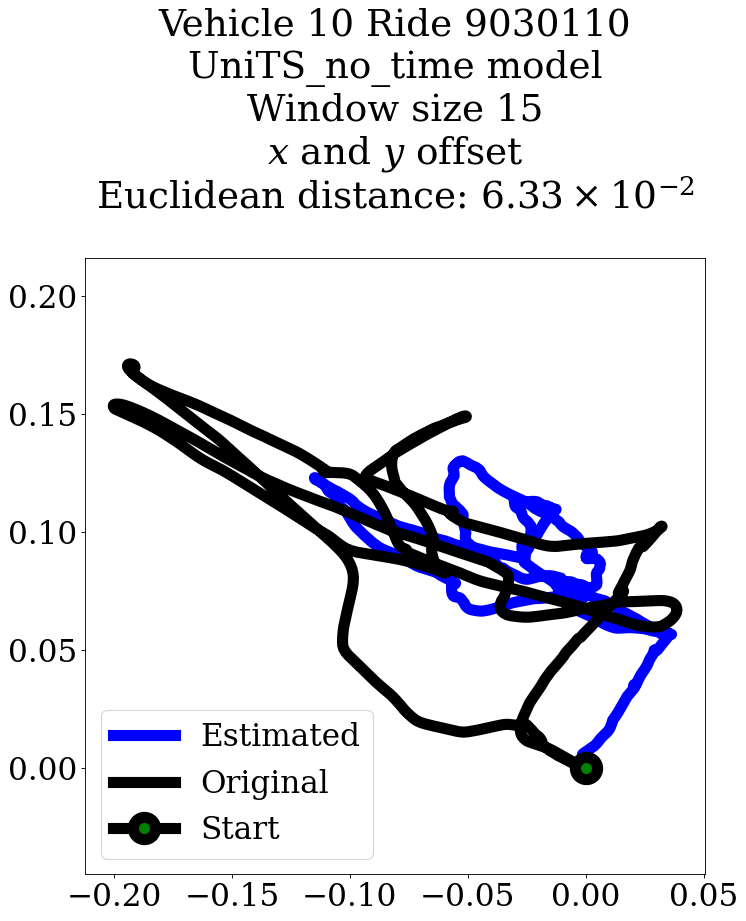 Vehicle 10 Ride 9030110
UniTS_no_time model
Window size 15
x and y offset
Euclidean distance: 6.33 × 10⁻²
0.20
0.15
0.10
0.05
0.00
Estimated
Original
Start
−0.20 −0.15 −0.10 −0.05 0.00 0.05